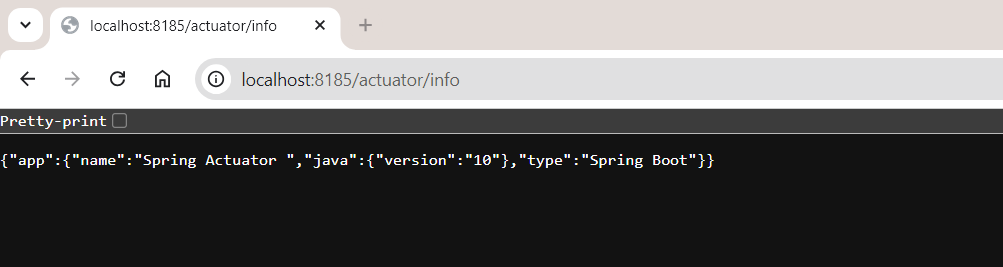 localhost:8185/actuator/info
localhost:8185/actuator/info
Pretty-print
{"app":{"name":"Spring Actuator ","java":{"version":"10"},"type":"Spring Boot"}}